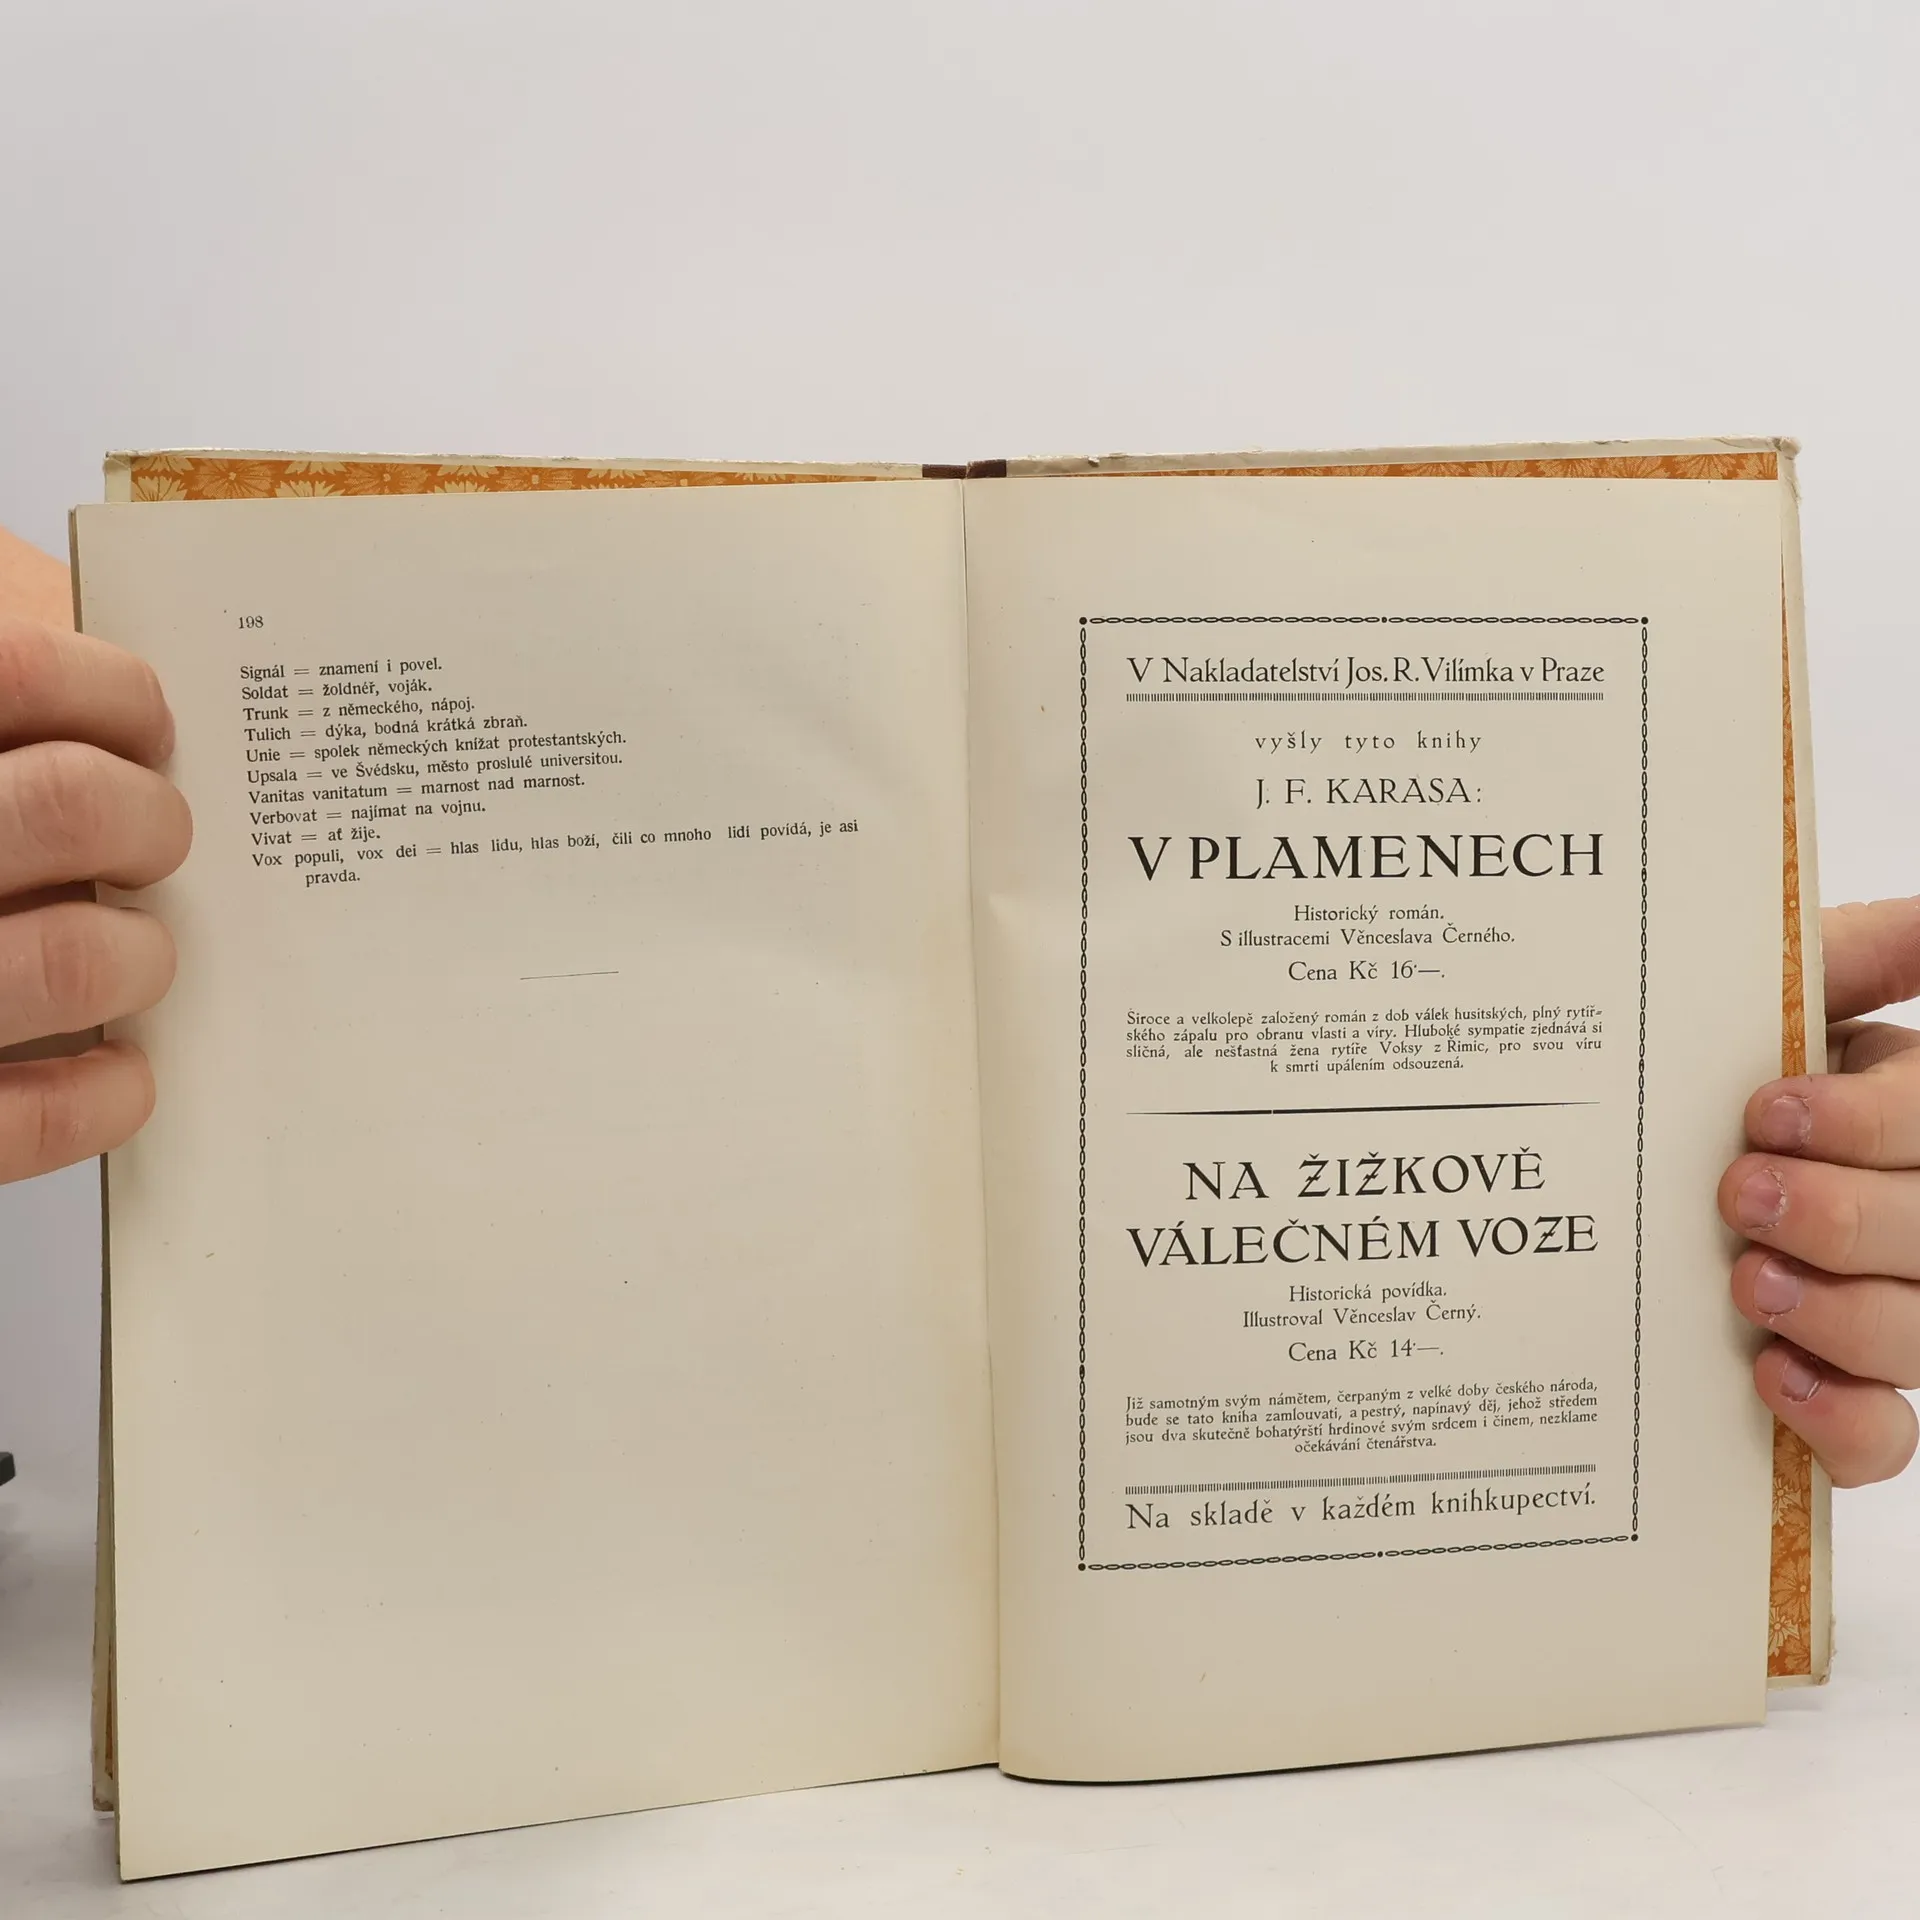 198
Signál = znamení i povel.
Soldat = žoldnéř, voják.
Trunk = z německého, nápoj.
Tulich = dýka, bodná krátká zbraň.
Unie = spolek německých knížat protestantských.
Upsala = ve Švédsku, město proslulé universitou.
Vanitas vanitatum = marnost nad marnost.
Verbovat = najímat na vojnu.
Vivat = ať žije.
Vox populi, vox dei = hlas lidu, hlas boží, čili co mnoho lidí povídá, je asi
pravda.
V Nakladatelství Jos. R. Vilímka v Praze
vyšly tyto knihy
J. F. KARASA:
V PLAMENECH
Historický román.
S illustracemi Věnceslava Černého.
Cena Kč 16·—.
Široce a velkolepě založený román z dob válek husitských, plný rytíř-
ského zápalu pro obranu vlasti a víry. Hluboké sympatie zjednává si
sličná, ale nešťastná žena rytíře Voksy z Řimic, pro svou víru
k smrti upálením odsouzená.
NA ŽIŽKOVĚ
VÁLEČNÉM VOZE
Historická povídka.
Illustroval Věnceslav Černý.
Cena Kč 14·—.
Již samotným svým námětem, čerpaným z velké doby českého národa,
bude se tato kniha zamlouvati, a pestrý, napínavý děj, jehož středem
jsou dva skutečně bohatýrští hrdinové svým srdcem i činem, nezklame
očekávání čtenářstva.
Na skladě v každém knihkupectví.